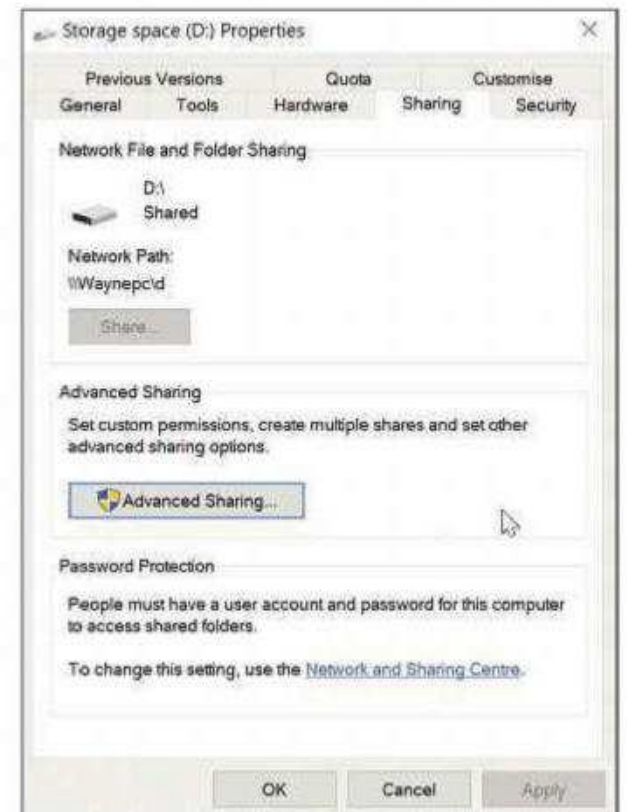 Storage space (D:) Properties
Previous Versions Quota Customise
General Tools Hardware Sharing Security
Network File and Folder Sharing
D:\
Shared
Network Path:
\\Waynepc\d
Share...
Advanced Sharing
Set custom permissions, create multiple shares and set other
advanced sharing options.
Advanced Sharing...
Password Protection
People must have a user account and password for this computer
to access shared folders.
To change this setting, use the Network and Sharing Centre.
OK Cancel Apply